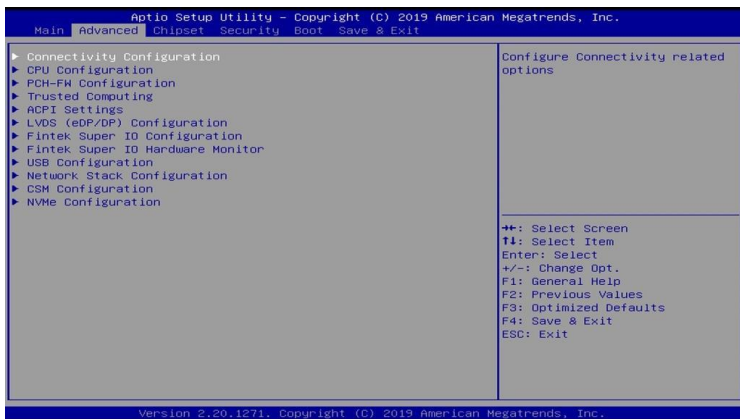 Aptio Setup Utility – Copyright (C) 2019 American Megatrends, Inc.
Main Advanced Chipset Security Boot Save & Exit
▶ Connectivity Configuration
▶ CPU Configuration
▶ PCH-FW Configuration
▶ Trusted Computing
▶ ACPI Settings
▶ LVDS (eDP/DP) Configuration
▶ Fintek Super IO Configuration
▶ Fintek Super IO Hardware Monitor
▶ USB Configuration
▶ Network Stack Configuration
▶ CSM Configuration
▶ NVMe Configuration
Configure Connectivity related
options
→←: Select Screen
↑↓: Select Item
Enter: Select
+/-: Change Opt.
F1: General Help
F2: Previous Values
F3: Optimized Defaults
F4: Save & Exit
ESC: Exit
Version 2.20.1271. Copyright (C) 2019 American Megatrends, Inc.